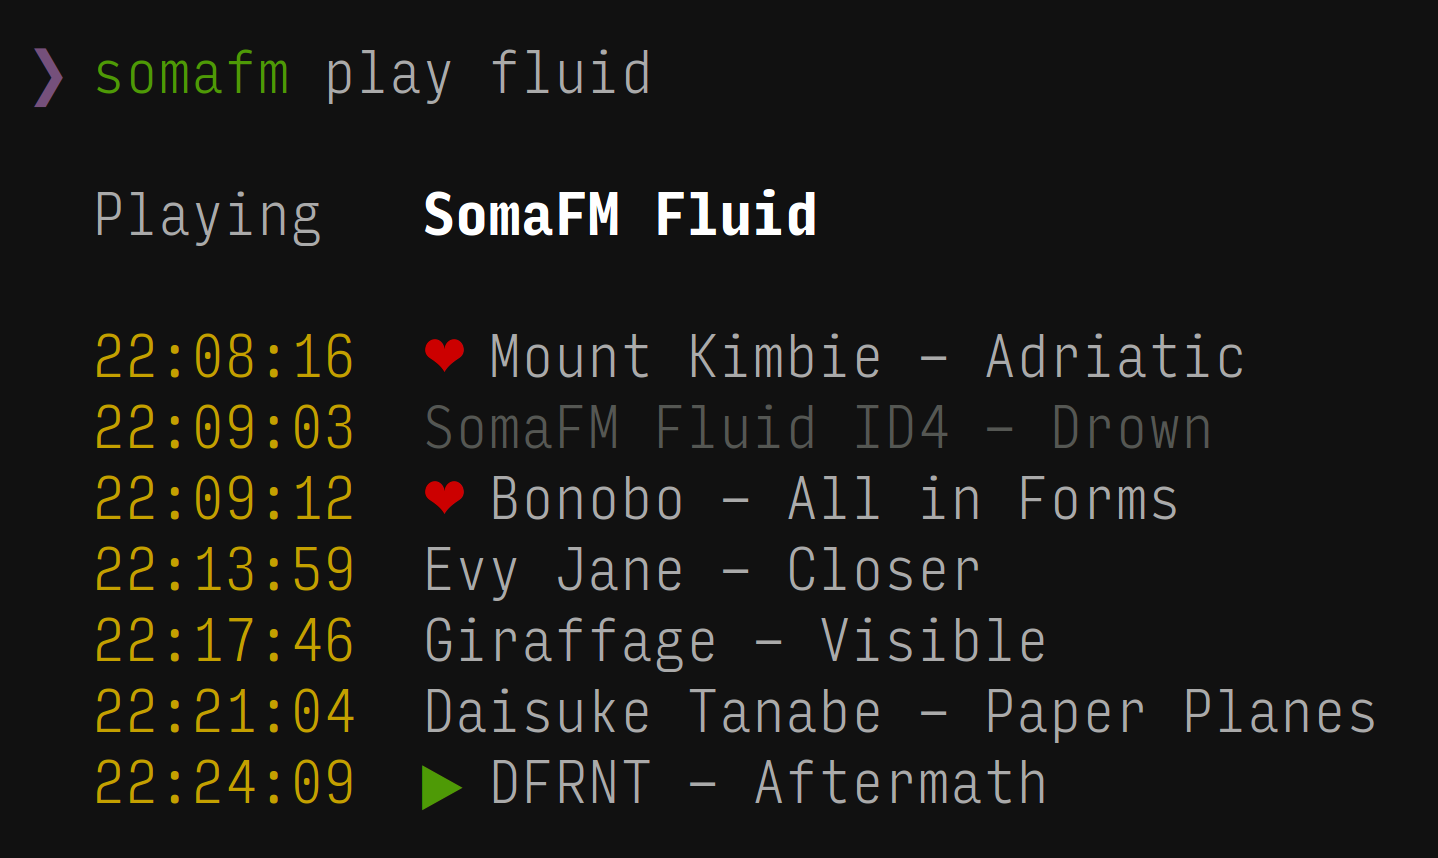 ❯ somafm play fluid
Playing SomaFM Fluid
22:08:16 ❤ Mount Kimbie – Adriatic
22:09:03 SomaFM Fluid ID4 – Drown
22:09:12 ❤ Bonobo – All in Forms
22:13:59 Evy Jane – Closer
22:17:46 Giraffage – Visible
22:21:04 Daisuke Tanabe – Paper Planes
22:24:09 ▶ DFRNT – Aftermath